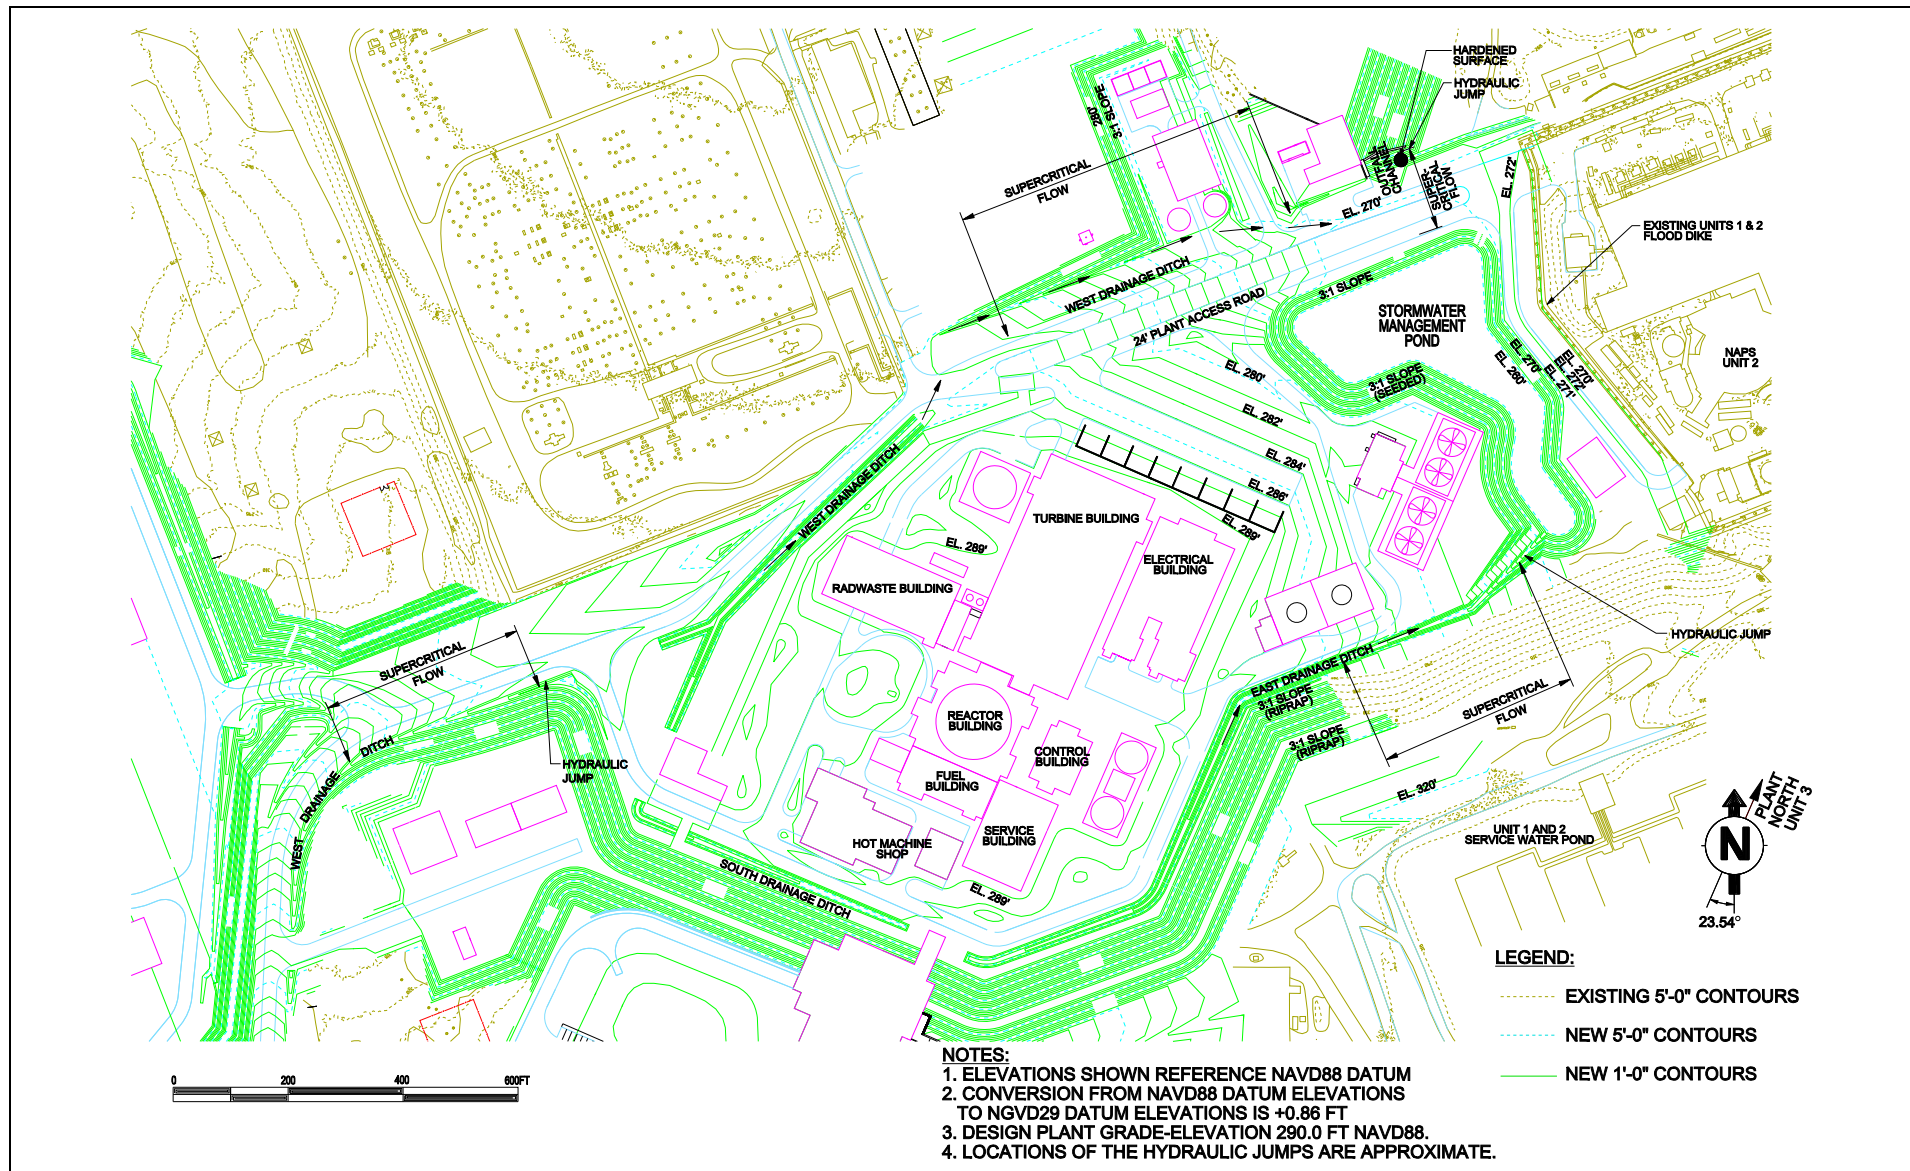 HARDENED
SURFACE
HYDRAULIC
JUMP
280'
3:1 SLOPE
SUPERCRITICAL
FLOW
OUTFALL
CHANNEL
SUPER-
CRITICAL
FLOW
EL. 272'
EL. 270'
EXISTING UNITS 1 & 2
FLOOD DIKE
WEST DRAINAGE DITCH
24' PLANT ACCESS ROAD
3:1 SLOPE
STORMWATER
MANAGEMENT
POND
NAPS
UNIT 2
EL. 280'
3:1 SLOPE
(SEEDED)
EL. 270'
EL. 280'
EL. 270'
EL. 272'
EL. 271'
EL. 282'
EL. 284'
EL. 286'
EL. 289'
WEST DRAINAGE DITCH
TURBINE BUILDING
EL. 289'
ELECTRICAL
BUILDING
RADWASTE BUILDING
HYDRAULIC JUMP
SUPERCRITICAL
FLOW
EAST DRAINAGE DITCH
3:1 SLOPE
(RIPRAP)
SUPERCRITICAL
FLOW
3:1 SLOPE
(RIPRAP)
REACTOR
BUILDING
CONTROL
BUILDING
WEST DRAINAGE DITCH
HYDRAULIC
JUMP
FUEL
BUILDING
EL. 320'
SERVICE
BUILDING
HOT MACHINE
SHOP
UNIT 1 AND 2
SERVICE WATER POND
SOUTH DRAINAGE DITCH
EL. 289'
PLANT
NORTH
UNIT 3
N
23.54°
LEGEND:
EXISTING 5'-0" CONTOURS
NEW 5'-0" CONTOURS
NEW 1'-0" CONTOURS
0 200 400 600FT
NOTES:
1. ELEVATIONS SHOWN REFERENCE NAVD88 DATUM
2. CONVERSION FROM NAVD88 DATUM ELEVATIONS
TO NGVD29 DATUM ELEVATIONS IS +0.86 FT
3. DESIGN PLANT GRADE-ELEVATION 290.0 FT NAVD88.
4. LOCATIONS OF THE HYDRAULIC JUMPS ARE APPROXIMATE.